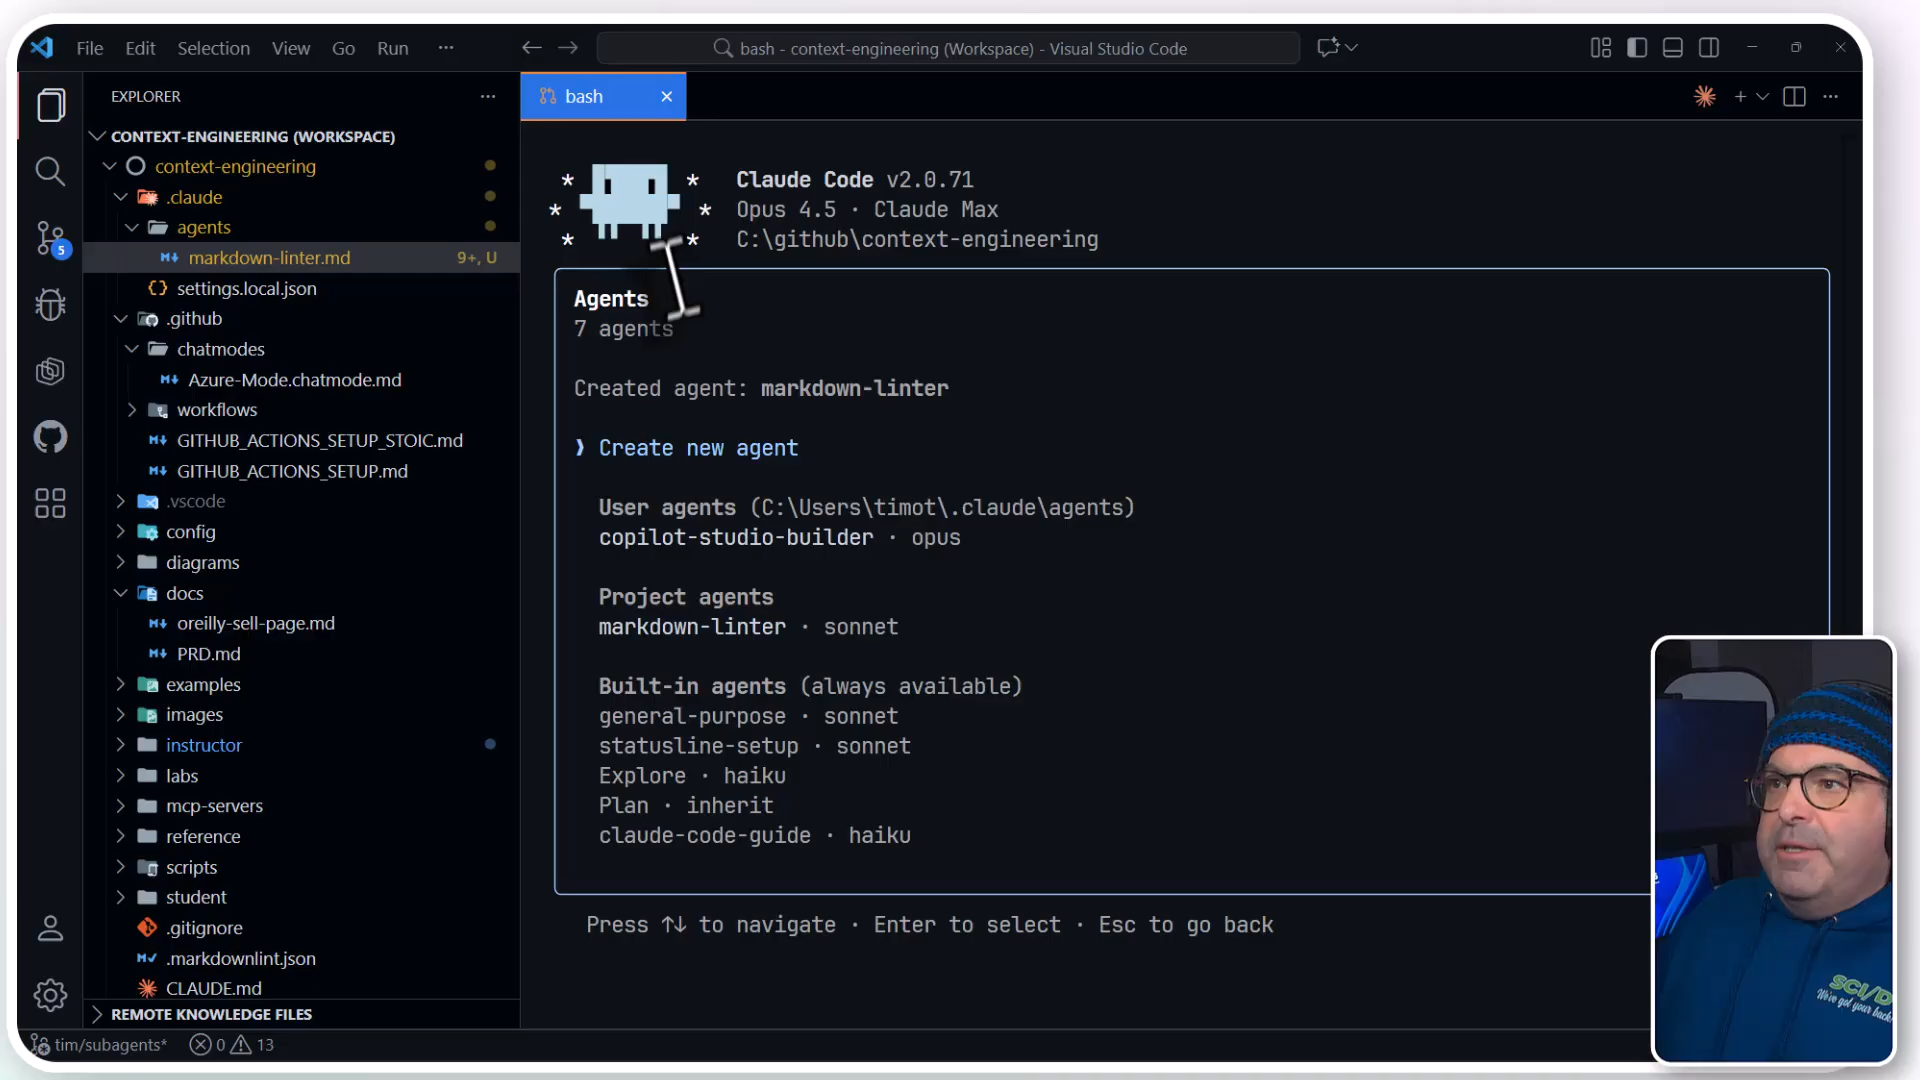 File Edit Selection View Go Run ···
bash - context-engineering (Workspace) - Visual Studio Code
EXPLORER
CONTEXT-ENGINEERING (WORKSPACE)
context-engineering
.claude
agents
markdown-linter.md 9+, U
settings.local.json
.github
chatmodes
Azure-Mode.chatmode.md
workflows
GITHUB_ACTIONS_SETUP_STOIC.md
GITHUB_ACTIONS_SETUP.md
.vscode
config
diagrams
docs
oreilly-sell-page.md
PRD.md
examples
images
instructor
labs
mcp-servers
reference
scripts
student
.gitignore
.markdownlint.json
CLAUDE.md
REMOTE KNOWLEDGE FILES
5
tim/subagents* 0 13
bash
Claude Code v2.0.71
Opus 4.5 · Claude Max
C:\github\context-engineering
Agents
7 agents
Created agent: markdown-linter
❯ Create new agent
User agents (C:\Users\timot\.claude\agents)
copilot-studio-builder · opus
Project agents
markdown-linter · sonnet
Built-in agents (always available)
general-purpose · sonnet
statusline-setup · sonnet
Explore · haiku
Plan · inherit
claude-code-guide · haiku
Press ↑↓ to navigate · Enter to select · Esc to go back
SCI/D
We've got your back!